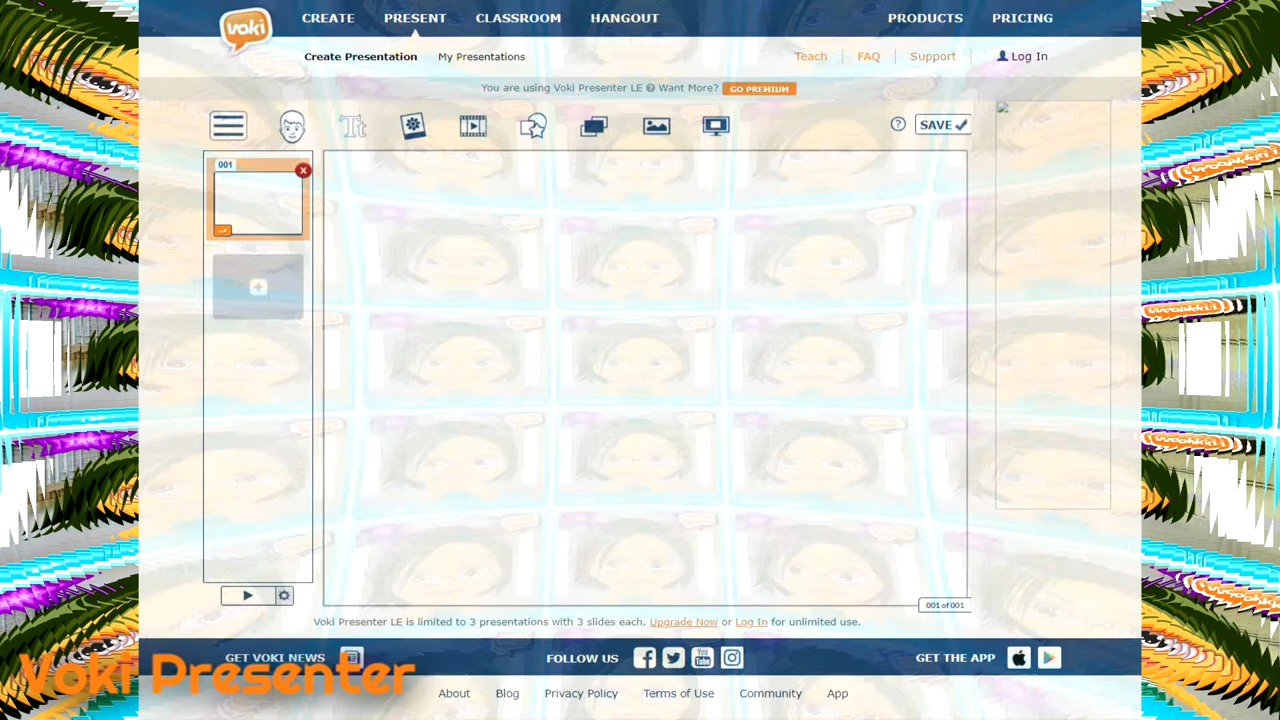 voki
CREATE PRESENT CLASSROOM HANGOUT PRODUCTS PRICING
Create Presentation My Presentations Teach FAQ Support Log In
You are using Voki Presenter LE ? Want More? GO PREMIUM
Tt ? SAVE
001
X
+
001 of 001
Voki Presenter LE is limited to 3 presentations with 3 slides each. Upgrade Now or Log In for unlimited use.
GET VOKI NEWS FOLLOW US You Tube GET THE APP
Voki Presenter
About Blog Privacy Policy Terms of Use Community App